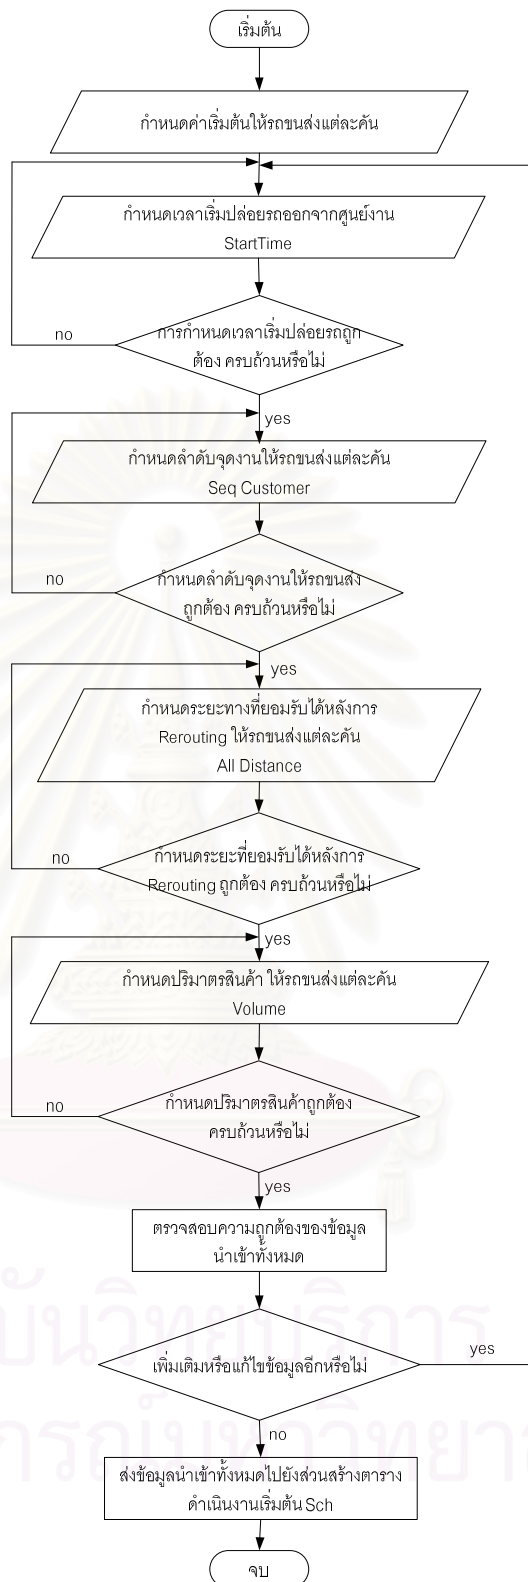 เริ่มต้น
กำหนดค่าเริ่มต้นให้รถขนส่งแต่ละคัน
กำหนดเวลาเริ่มปล่อยรถออกจากศูนย์งาน
StartTime
การกำหนดเวลาเริ่มปล่อยรถถูก
ต้อง ครบถ้วนหรือไม่
no
yes
กำหนดลำดับจุดงานให้รถขนส่งแต่ละคัน
Seq Customer
กำหนดลำดับจุดงานให้รถขนส่ง
ถูกต้อง ครบถ้วนหรือไม่
no
yes
กำหนดระยะทางที่ยอมรับได้หลังการ
Rerouting ให้รถขนส่งแต่ละคัน
All Distance
กำหนดระยะที่ยอมรับได้หลังการ
Rerouting ถูกต้อง ครบถ้วนหรือไม่
no
yes
กำหนดปริมาตรสินค้า ให้รถขนส่งแต่ละคัน
Volume
กำหนดปริมาตรสินค้าถูกต้อง
ครบถ้วนหรือไม่
no
yes
ตรวจสอบความถูกต้องของข้อมูล
นำเข้าทั้งหมด
เพิ่มเติมหรือแก้ไขข้อมูลอีกหรือไม่
yes
no
ส่งข้อมูลนำเข้าทั้งหมดไปยังส่วนสร้างตาราง
ดำเนินงานเริ่มต้น Sch
จบ